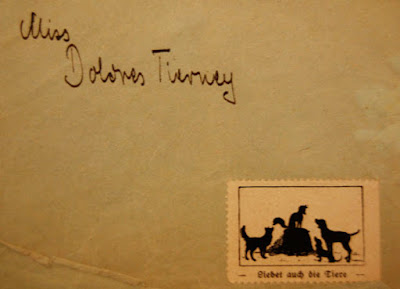 Miss
Dolores Tierney
– Liebet auch die Tiere –